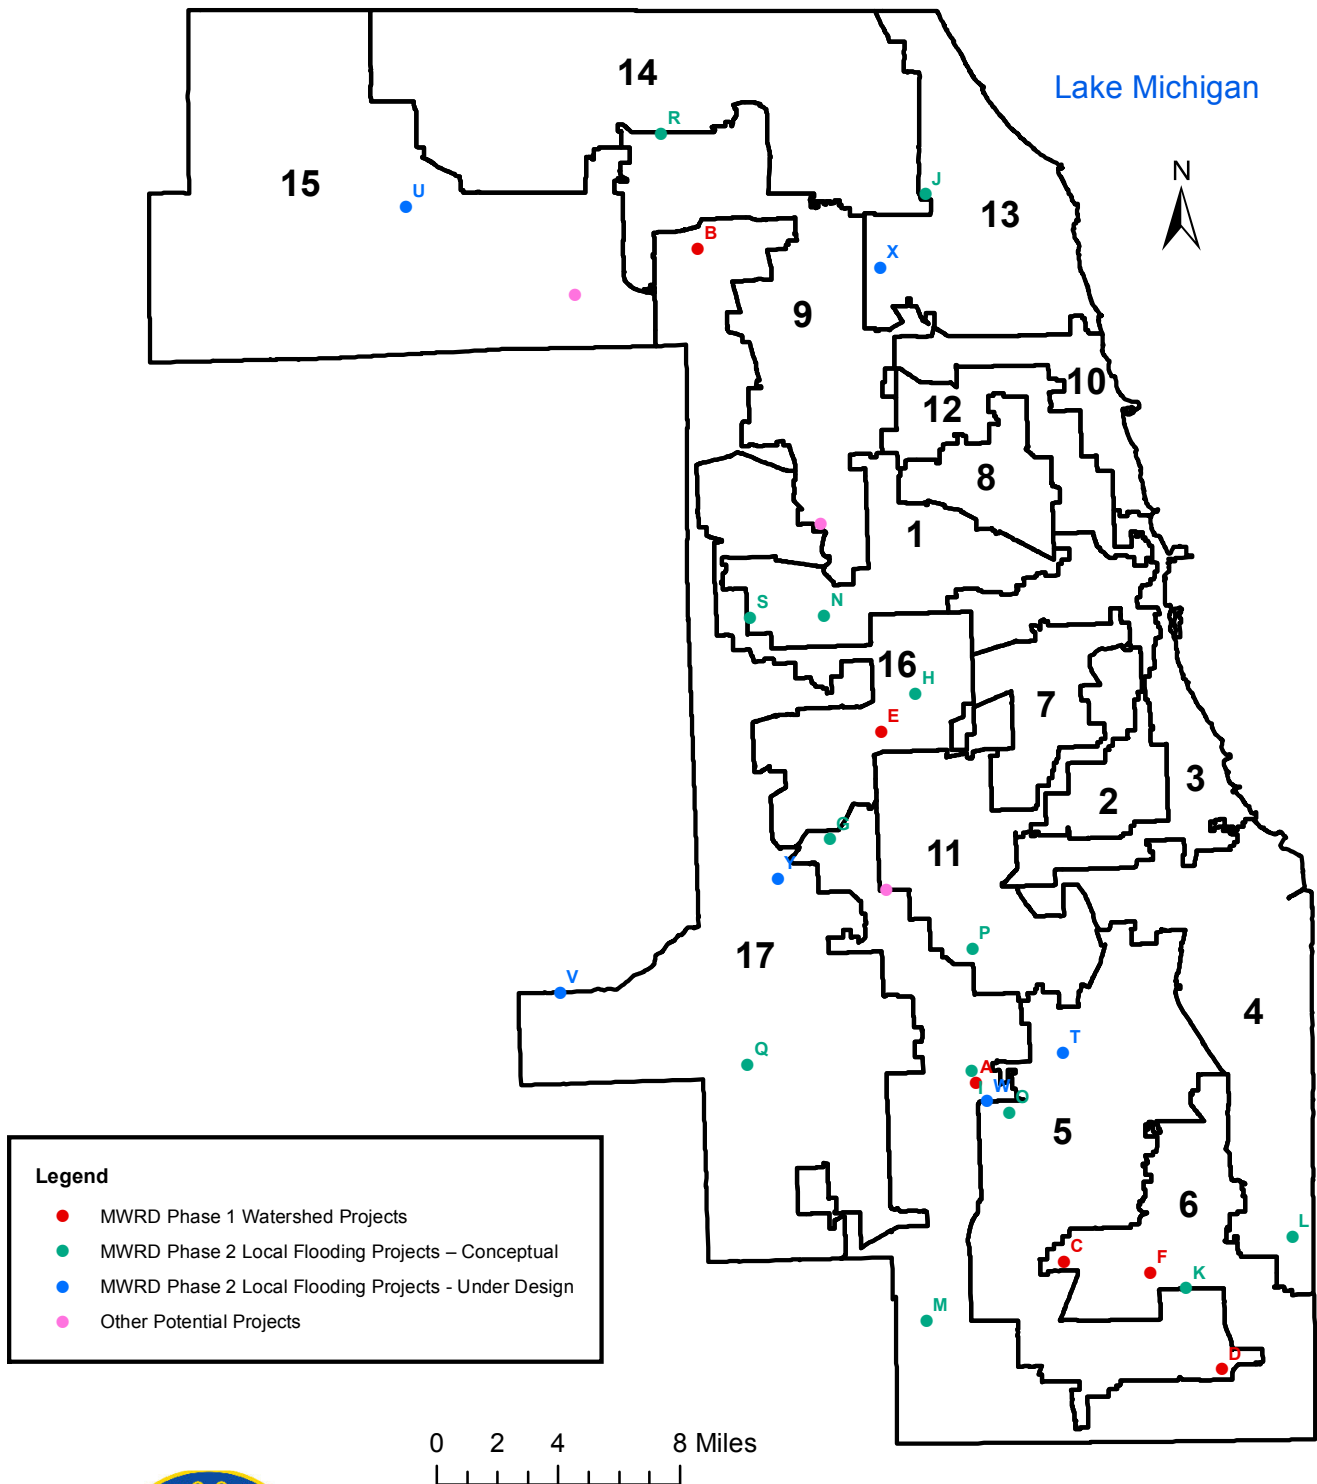 14
Lake Michigan
R
N
15
U
J
13
B
X
9
10
12
8
1
S
N
16
H
E
7
3
2
G
11
Y
P
17
V
4
T
Q
A
I
W
O
5
6
L
C
F
K
M
D
Legend
MWRD Phase 1 Watershed Projects
MWRD Phase 2 Local Flooding Projects – Conceptual
MWRD Phase 2 Local Flooding Projects - Under Design
Other Potential Projects
0 2 4 8 Miles